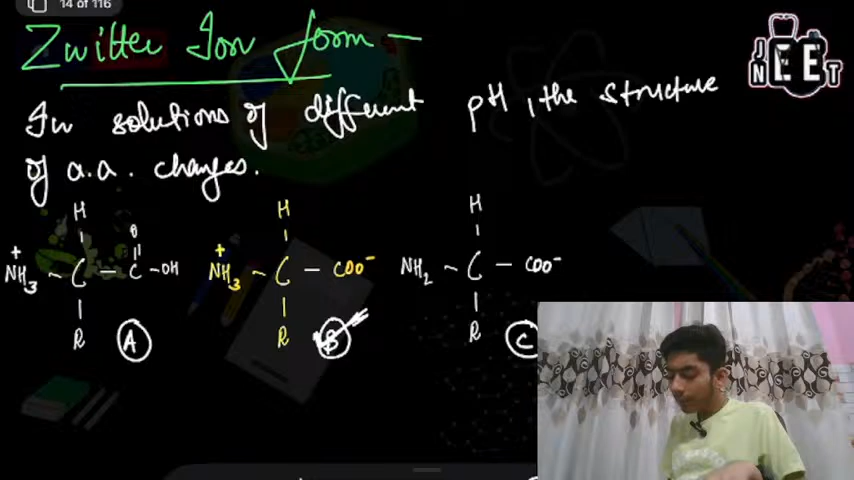 14 of 116
Zwitter Ion form -
JD
NEET
In solutions of different pH, the structure
of a.a. changes.
H H H
+ O +
NH3 - C - C - OH NH3 - C - COO- NH2 - C - COO-
R A R B R C